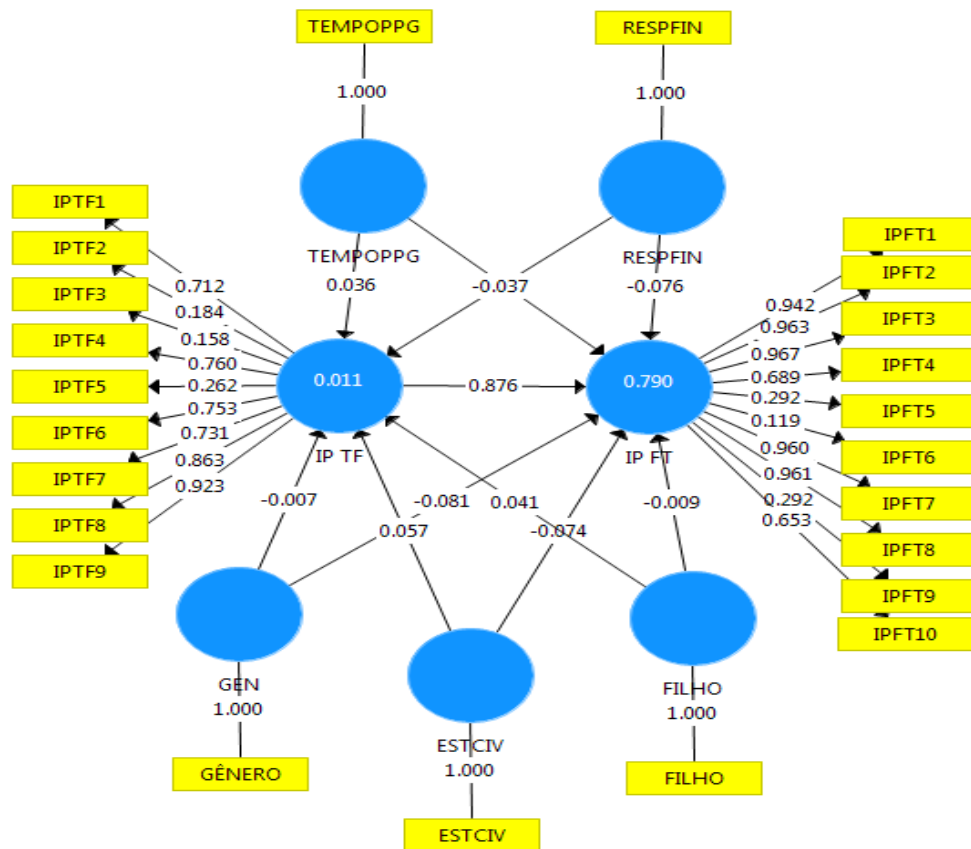 TEMPOPPG
RESPFIN
1.000
1.000
IPTF1
IPTF2
IPTF3
IPTF4
IPTF5
IPTF6
IPTF7
IPTF8
IPTF9
TEMPOPPG
RESPFIN
0.036
-0.037
-0.076
0.712
0.184
0.158
0.760
0.262
0.753
0.731
0.863
0.923
0.011
0.876
0.790
IP TF
IP FT
0.942
0.963
0.967
0.689
0.292
0.119
0.960
0.961
0.292
0.653
IPFT1
IPFT2
IPFT3
IPFT4
IPFT5
IPFT6
IPFT7
IPFT8
IPFT9
IPFT10
-0.007
-0.081
0.041
-0.009
0.057
-0.074
GEN
1.000
ESTCIV
1.000
FILHO
1.000
GÊNERO
ESTCIV
FILHO